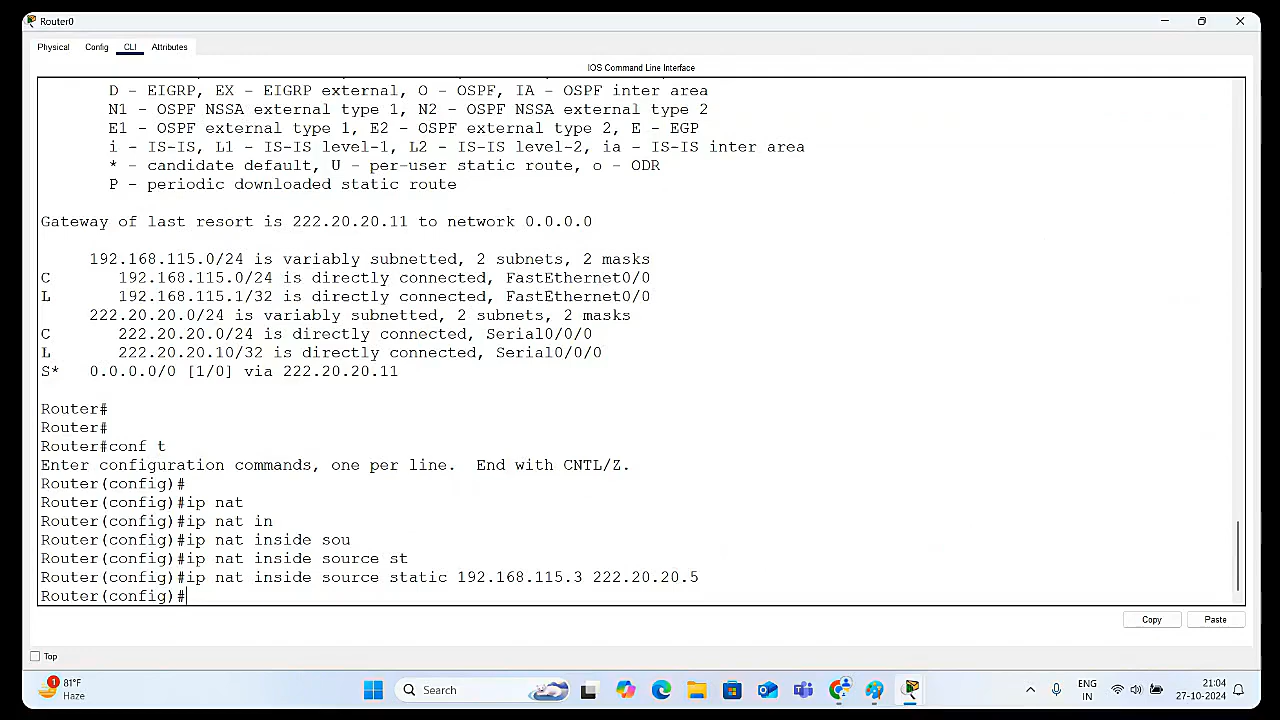 Router0
Physical Config CLI Attributes
IOS Command Line Interface
D - EIGRP, EX - EIGRP external, O - OSPF, IA - OSPF inter area
N1 - OSPF NSSA external type 1, N2 - OSPF NSSA external type 2
E1 - OSPF external type 1, E2 - OSPF external type 2, E - EGP
i - IS-IS, L1 - IS-IS level-1, L2 - IS-IS level-2, ia - IS-IS inter area
* - candidate default, U - per-user static route, o - ODR
P - periodic downloaded static route
Gateway of last resort is 222.20.20.11 to network 0.0.0.0
192.168.115.0/24 is variably subnetted, 2 subnets, 2 masks
C 192.168.115.0/24 is directly connected, FastEthernet0/0
L 192.168.115.1/32 is directly connected, FastEthernet0/0
222.20.20.0/24 is variably subnetted, 2 subnets, 2 masks
C 222.20.20.0/24 is directly connected, Serial0/0/0
L 222.20.20.10/32 is directly connected, Serial0/0/0
S* 0.0.0.0/0 [1/0] via 222.20.20.11
Router#
Router#
Router#conf t
Enter configuration commands, one per line. End with CNTL/Z.
Router(config)#
Router(config)#ip nat
Router(config)#ip nat in
Router(config)#ip nat inside sou
Router(config)#ip nat inside source st
Router(config)#ip nat inside source static 192.168.115.3 222.20.20.5
Router(config)#
Copy Paste
Top
1
81°F
Haze
Search
ENG
IN
21:04
27-10-2024